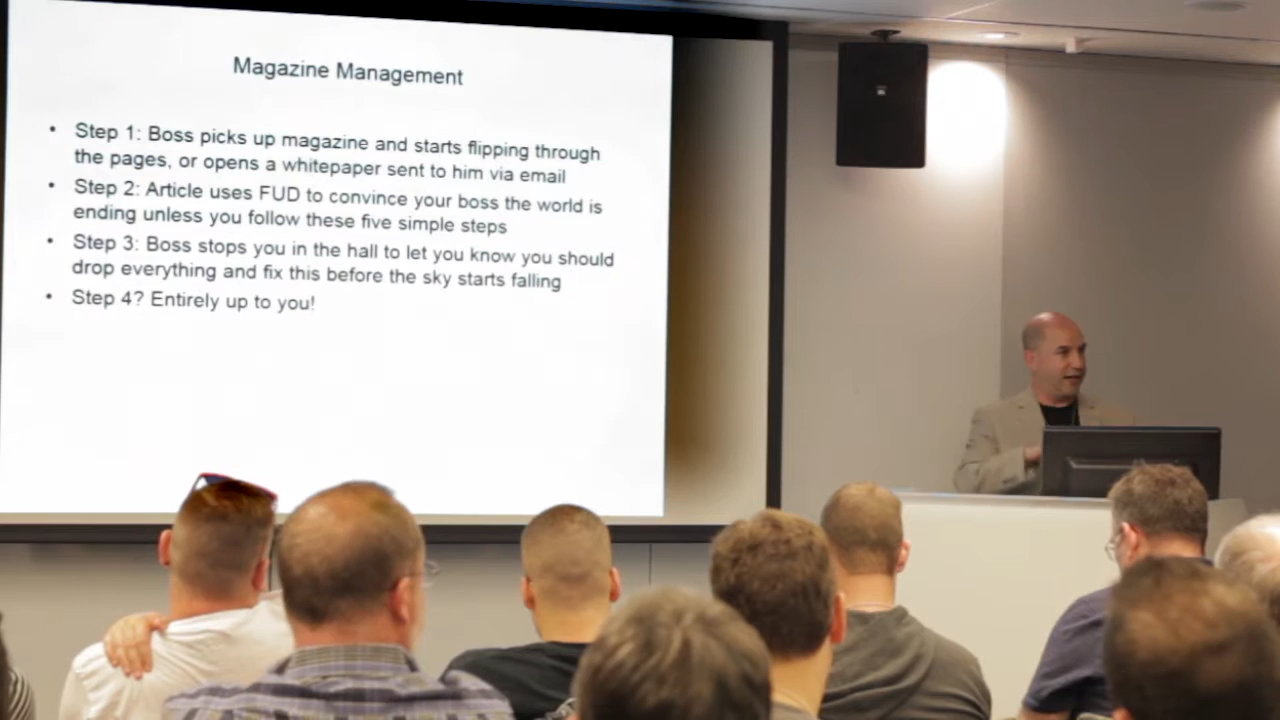 Magazine Management
• Step 1: Boss picks up magazine and starts flipping through
the pages, or opens a whitepaper sent to him via email
• Step 2: Article uses FUD to convince your boss the world is
ending unless you follow these five simple steps
• Step 3: Boss stops you in the hall to let you know you should
drop everything and fix this before the sky starts falling
• Step 4? Entirely up to you!